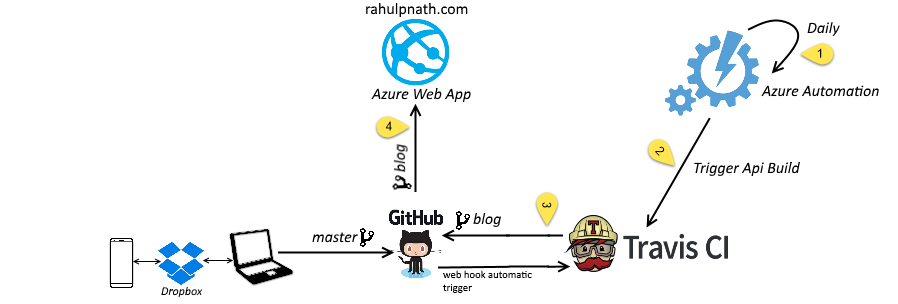 rahulpnath.com
Daily
1
Azure Web App
Azure Automation
4
blog
2
Trigger Api Build
3
GitHub
blog
master
T
Travis CI
web hook automatic
trigger
Dropbox